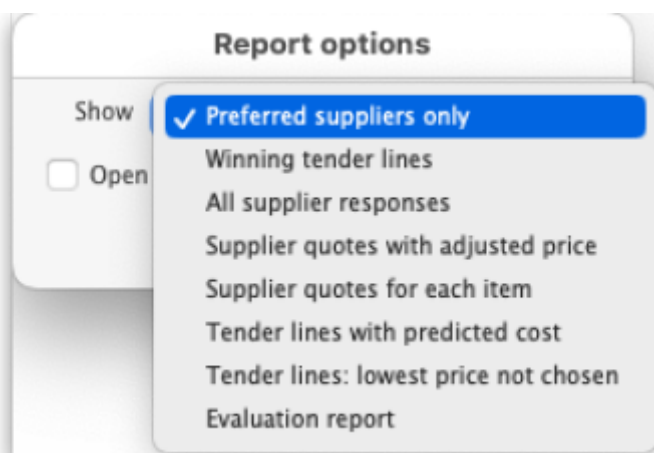 Report options
Show
✓ Preferred suppliers only
Winning tender lines
Open
All supplier responses
Supplier quotes with adjusted price
Supplier quotes for each item
Tender lines with predicted cost
Tender lines: lowest price not chosen
Evaluation report